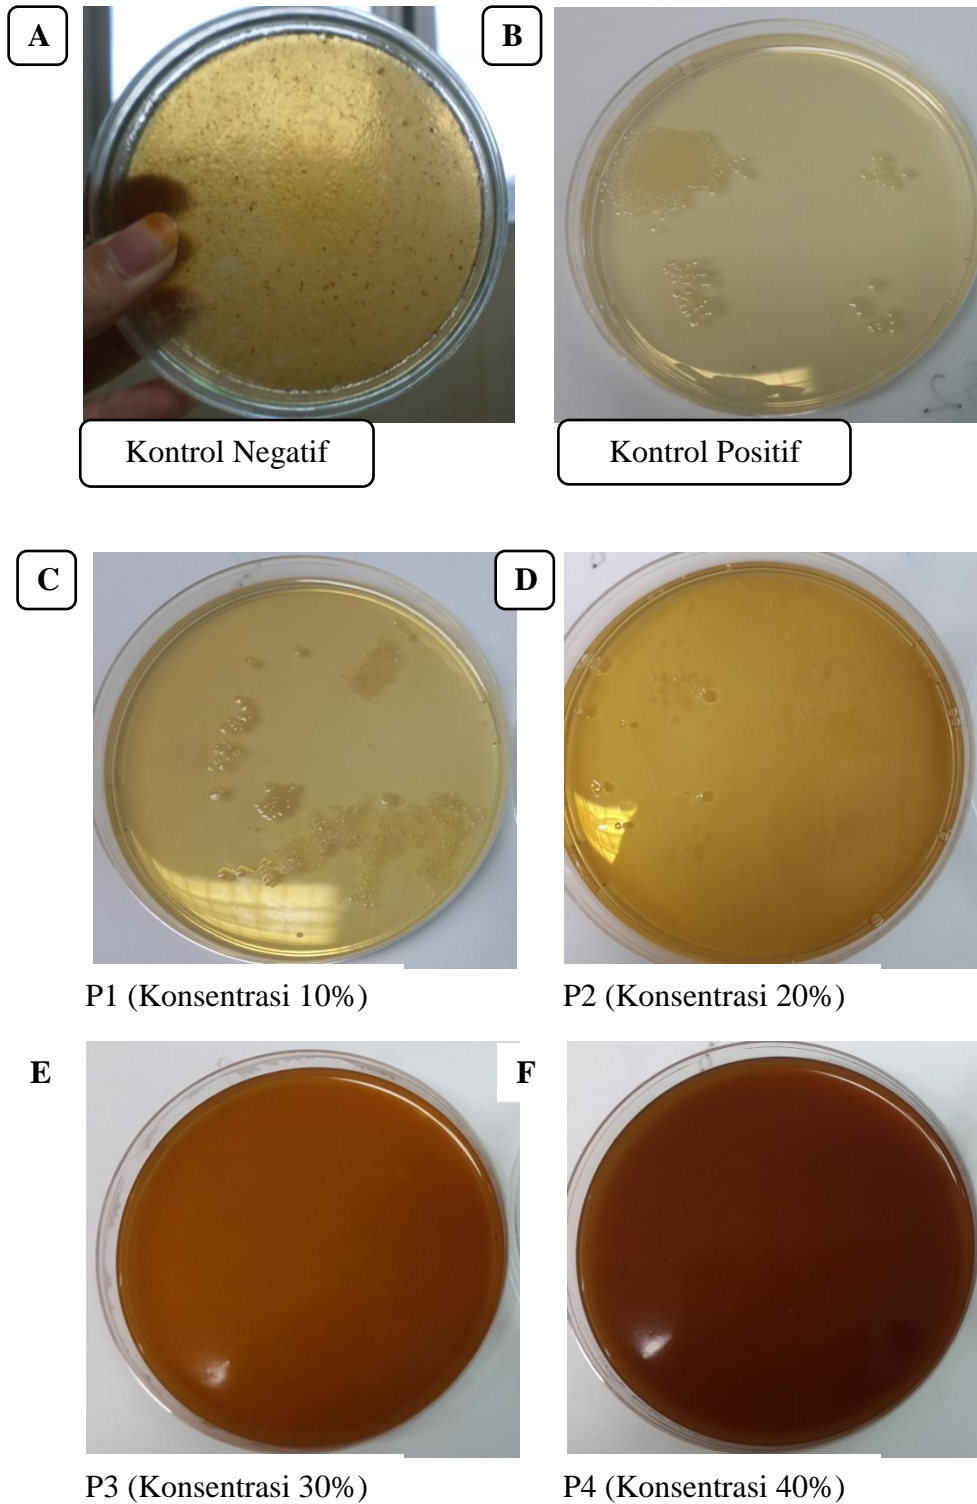 A
B
Kontrol Negatif
Kontrol Positif
C
D
P1 (Konsentrasi 10%)
P2 (Konsentrasi 20%)
E
F
P3 (Konsentrasi 30%)
P4 (Konsentrasi 40%)